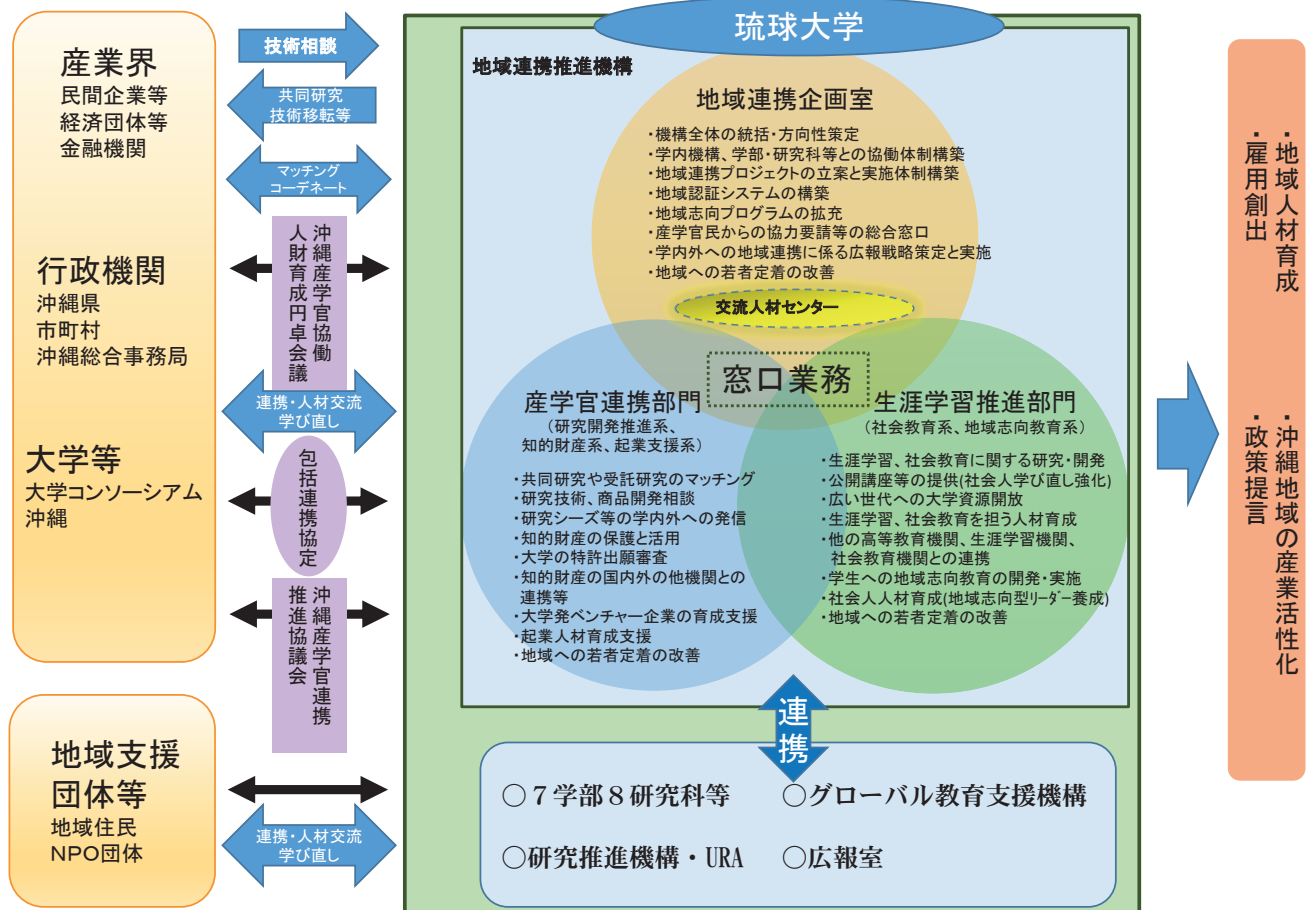 産業界
民間企業等
経済団体等
金融機関
行政機関
沖縄県
市町村
沖縄総合事務局
大学等
大学コンソーシアム
沖縄
地域支援
団体等
地域住民
NPO団体
技術相談
共同研究
技術移転等
マッチング
コーデネート
沖縄産学官協働
人財育成円卓会議
連携・人材交流
学び直し
包括連携協定
沖縄産学官連携
推進協議会
連携・人材交流
学び直し
琉球大学
地域連携推進機構
地域連携企画室
・機構全体の統括・方向性策定
・学内機構、学部・研究科等との協働体制構築
・地域連携プロジェクトの立案と実施体制構築
・地域認証システムの構築
・地域志向プログラムの拡充
・産学官民からの協力要請等の総合窓口
・学内外への地域連携に係る広報戦略策定と実施
・地域への若者定着の改善
交流人材センター
窓口業務
産学官連携部門
（研究開発推進系、
知的財産系、起業支援系）
・共同研究や受託研究のマッチング
・研究技術、商品開発相談
・研究シーズ等の学内外への発信
・知的財産の保護と活用
・大学の特許出願審査
・知的財産の国内外の他機関との
連携等
・大学発ベンチャー企業の育成支援
・起業人材育成支援
・地域への若者定着の改善
生涯学習推進部門
（社会教育系、地域志向教育系）
・生涯学習、社会教育に関する研究・開発
・公開講座等の提供(社会人学び直し強化)
・広い世代への大学資源開放
・生涯学習、社会教育を担う人材育成
・他の高等教育機関、生涯学習機関、
社会教育機関との連携
・学生への地域志向教育の開発・実施
・社会人人材育成(地域志向型リーダー養成)
・地域への若者定着の改善
連携
○７学部８研究科等
○グローバル教育支援機構
○研究推進機構・URA
○広報室
・地域人材育成
・雇用創出
・沖縄地域の産業活性化
・政策提言